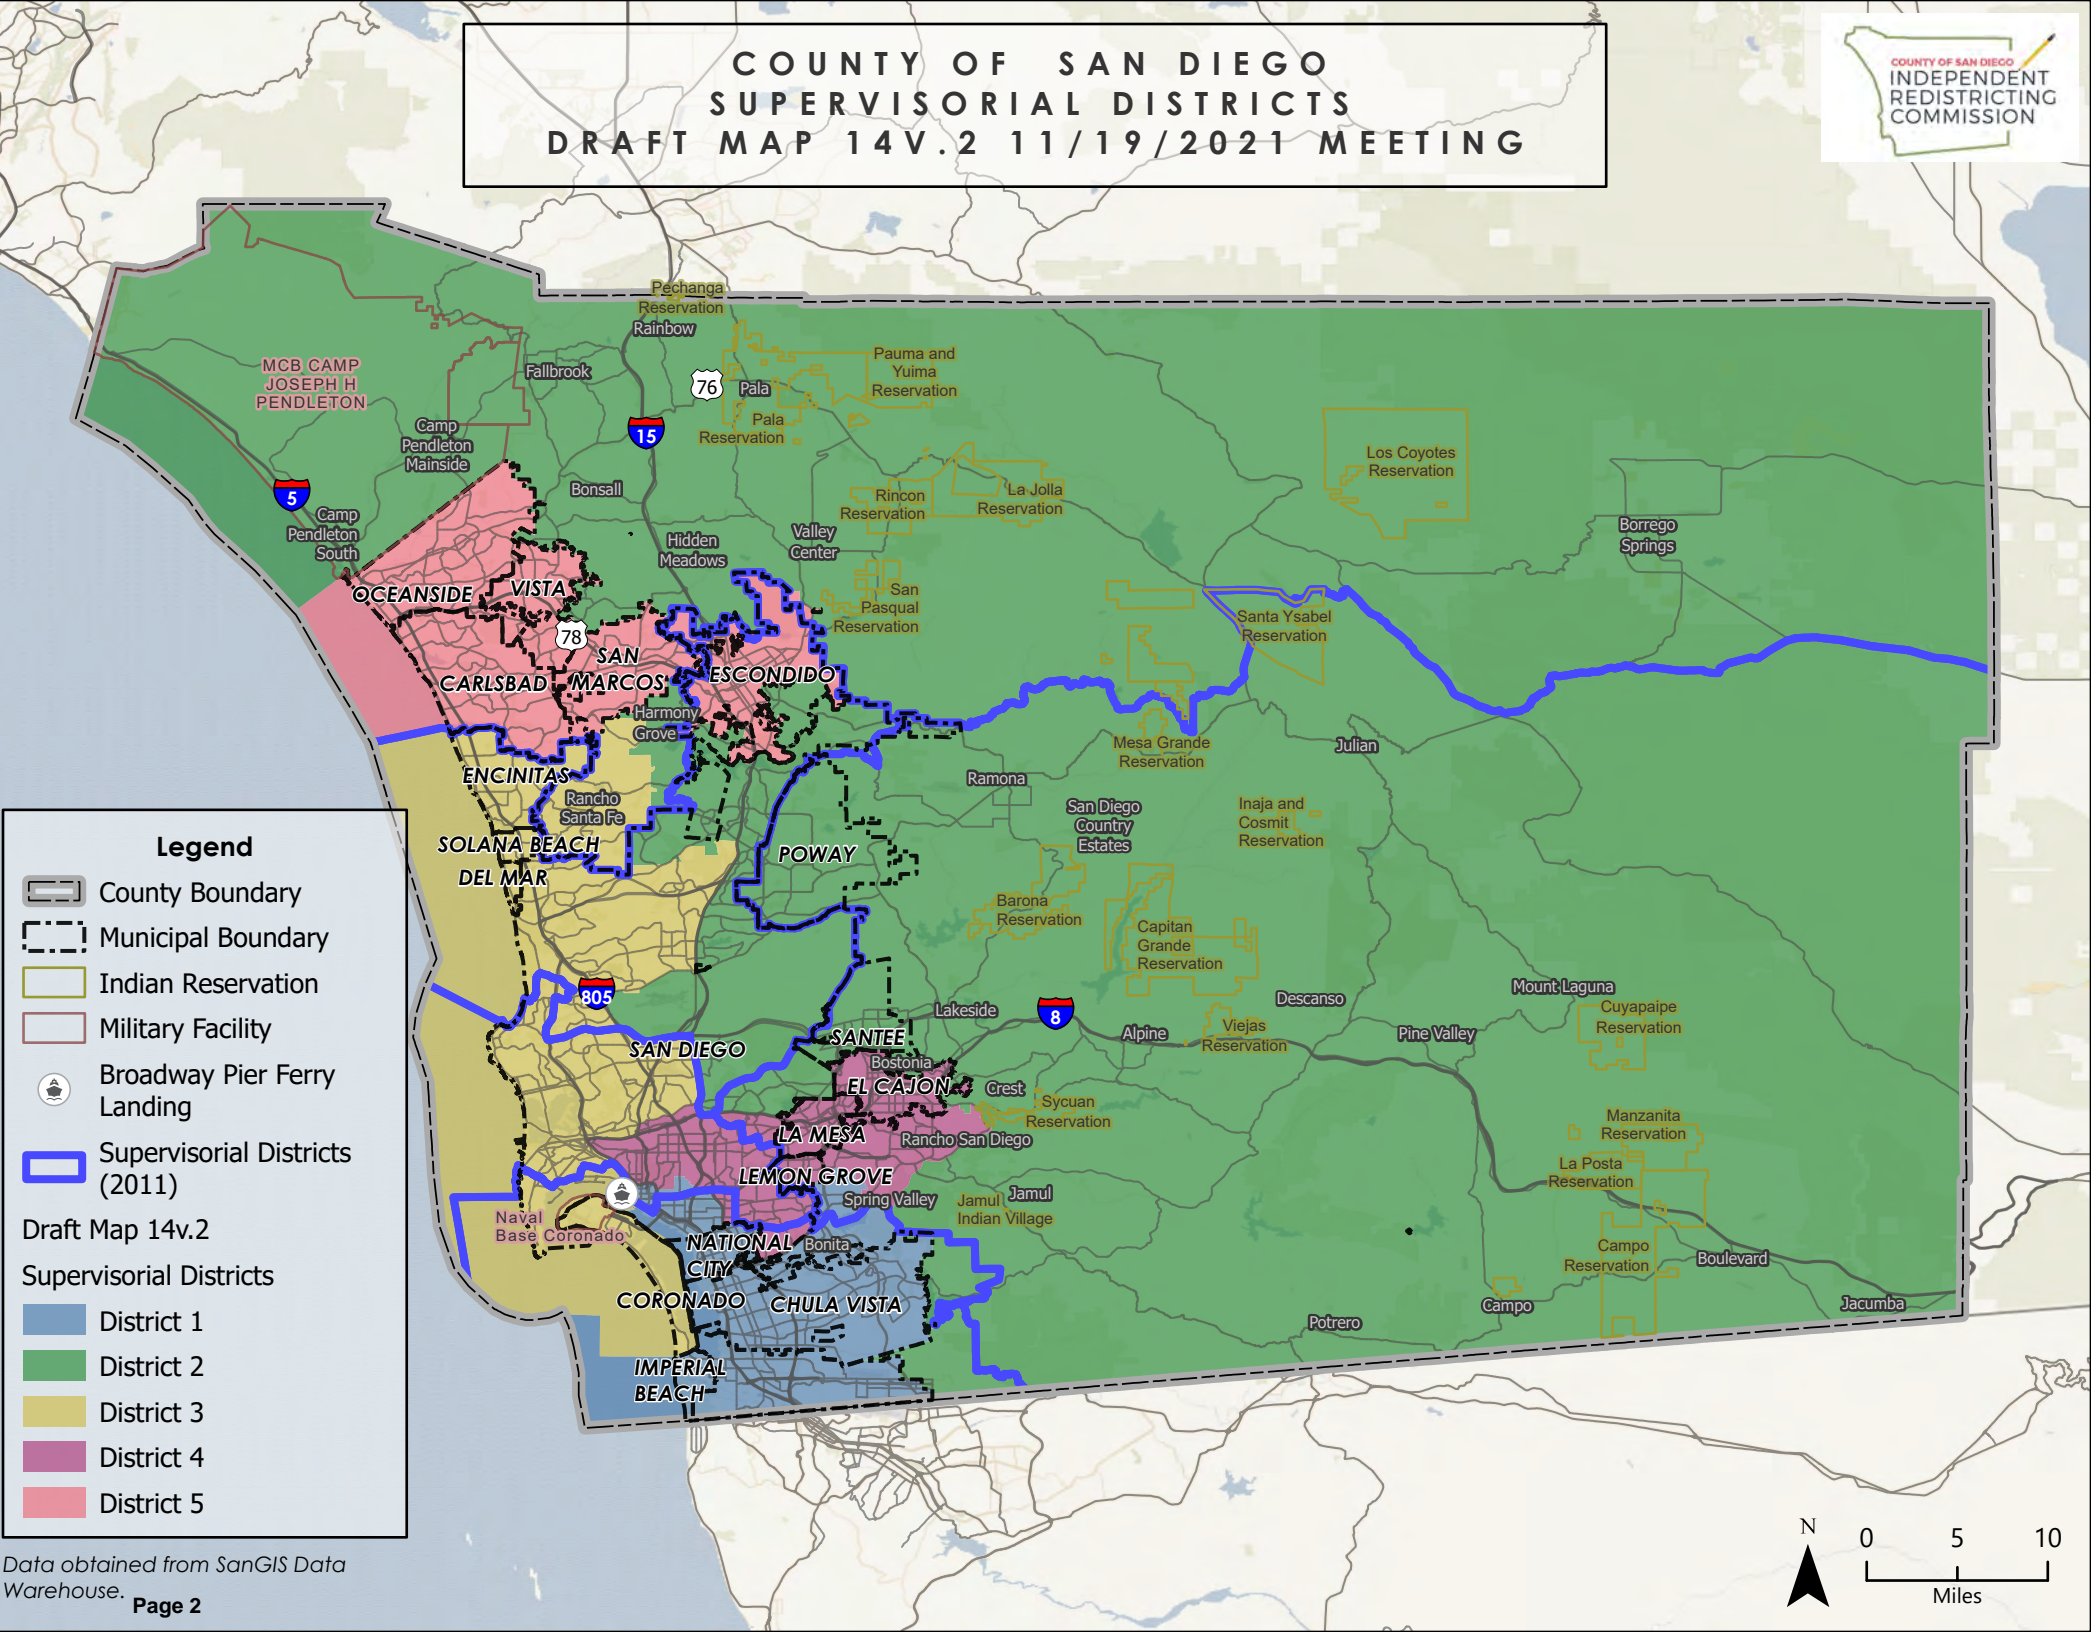 COUNTY OF SAN DIEGO
SUPERVISORIAL DISTRICTS
DRAFT MAP 14V.2 11/19/2021 MEETING
COUNTY OF SAN DIEGO
INDEPENDENT
REDISTRICTING
COMMISSION
Pechanga
Reservation
Rainbow
MCB CAMP
JOSEPH H
PENDLETON
Fallbrook
76
Pala
Pauma and
Yuima
Reservation
Pala
Reservation
15
Camp
Pendleton
Mainside
Los Coyotes
Reservation
5
Bonsall
Rincon
Reservation
La Jolla
Reservation
Camp
Pendleton
South
Hidden
Meadows
Valley
Center
Borrego
Springs
OCEANSIDE
VISTA
San
Pasqual
Reservation
78
Santa Ysabel
Reservation
SAN
MARCOS
CARLSBAD
ESCONDIDO
Harmony
Grove
Mesa Grande
Reservation
Julian
ENCINITAS
Rancho
Santa Fe
Ramona
San Diego
Country
Estates
Inaja and
Cosmit
Reservation
SOLANA BEACH
DEL MAR
POWAY
Barona
Reservation
Capitan
Grande
Reservation
805
Lakeside
8
Descanso
Mount Laguna
Cuyapaipe
Reservation
SAN DIEGO
SANTEE
Alpine
Viejas
Reservation
Pine Valley
Bostonia
EL CAJON
Crest
Sycuan
Reservation
LA MESA
Rancho San Diego
Manzanita
Reservation
LEMON GROVE
Spring Valley
Jamul
Jamul
Indian Village
La Posta
Reservation
Naval
Base Coronado
NATIONAL
CITY
Bonita
Campo
Reservation
Boulevard
CORONADO
CHULA VISTA
Campo
Jacumba
Potrero
IMPERIAL
BEACH
Legend
County Boundary
Municipal Boundary
Indian Reservation
Military Facility
Broadway Pier Ferry
Landing
Supervisorial Districts
(2011)
Draft Map 14v.2
Supervisorial Districts
District 1
District 2
District 3
District 4
District 5
Data obtained from SanGIS Data
Warehouse.
Page 2
N
0 5 10
Miles